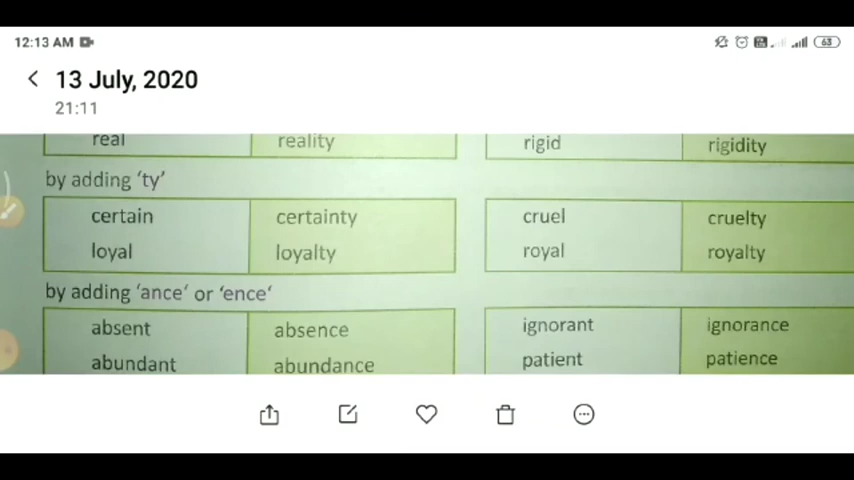 12:13 AM
63
13 July, 2020
21:11
real reality rigid rigidity
by adding ‘ty’
certain certainty cruel cruelty
loyal loyalty royal royalty
by adding ‘ance‘ or ‘ence‘
absent absence ignorant ignorance
abundant abundance patient patience